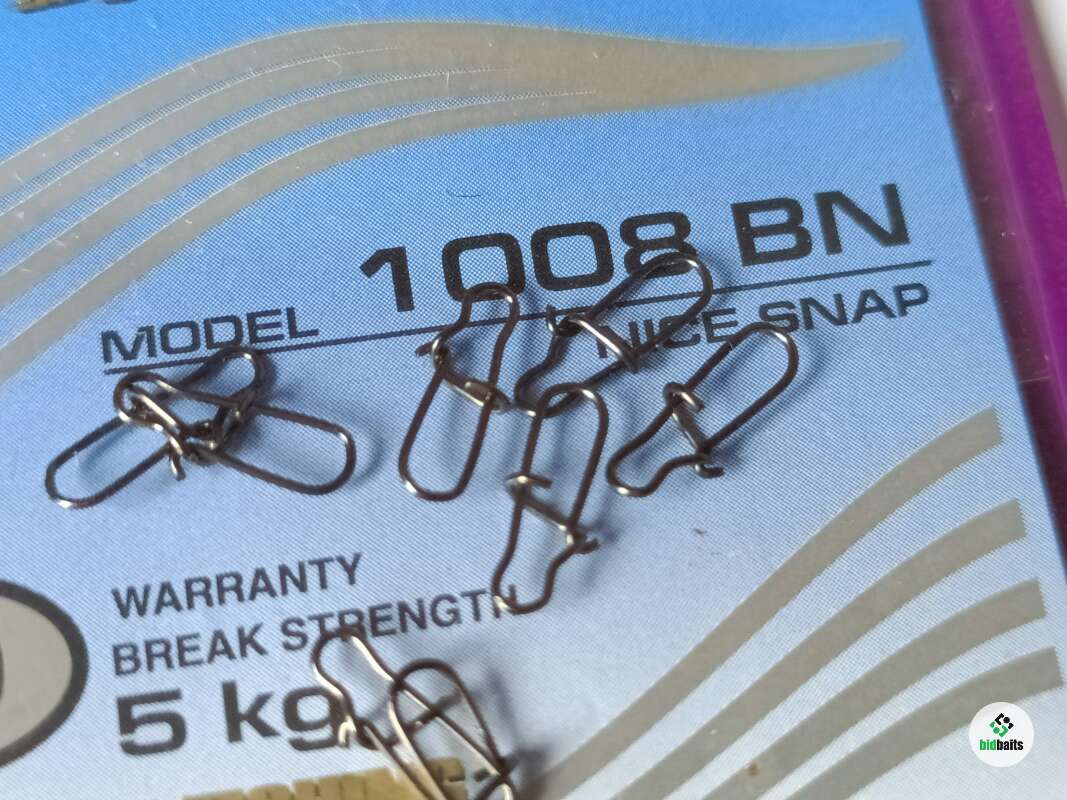 MODEL 1008 BN
NICE SNAP
WARRANTY
BREAK STRENGTH
5 kg
bidbaits